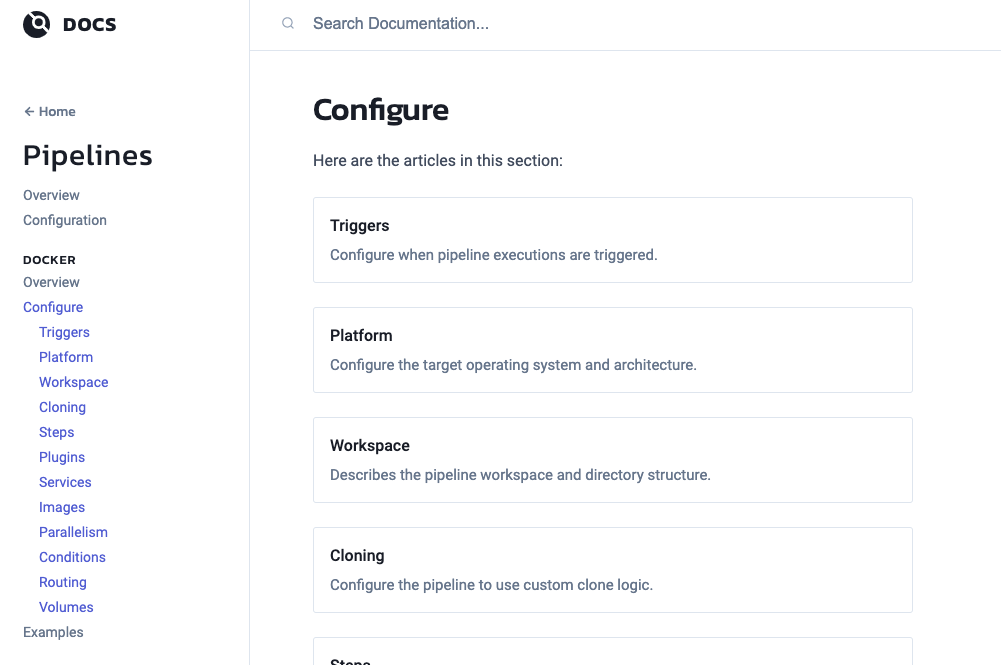 DOCS
Search Documentation...
← Home
Pipelines
Overview
Configuration
DOCKER
Overview
Configure
Triggers
Platform
Workspace
Cloning
Steps
Plugins
Services
Images
Parallelism
Conditions
Routing
Volumes
Examples
Configure
Here are the articles in this section:
Triggers
Configure when pipeline executions are triggered.
Platform
Configure the target operating system and architecture.
Workspace
Describes the pipeline workspace and directory structure.
Cloning
Configure the pipeline to use custom clone logic.
Steps